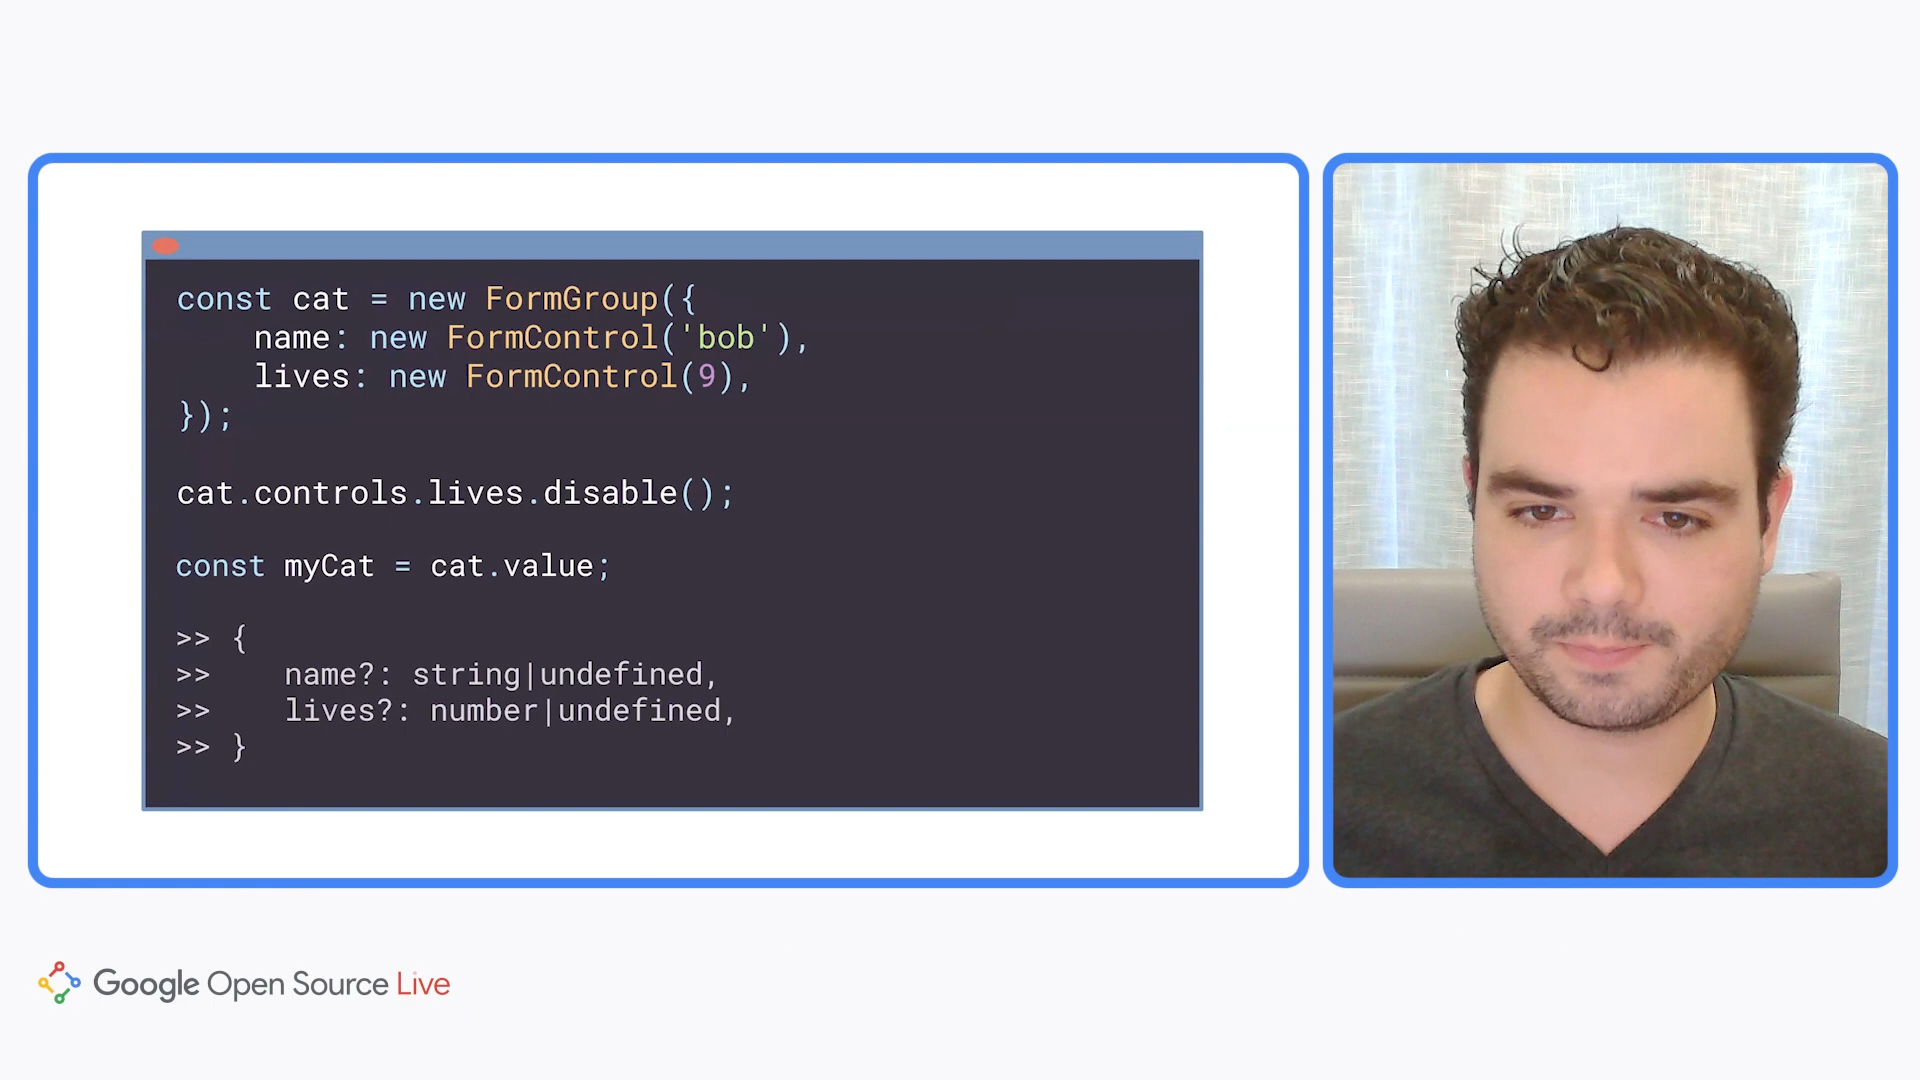 const cat = new FormGroup({
    name: new FormControl('bob'),
    lives: new FormControl(9),
});
cat.controls.lives.disable();
const myCat = cat.value;
>> {
>>    name?: string|undefined,
>>    lives?: number|undefined,
>> }
Google Open Source Live